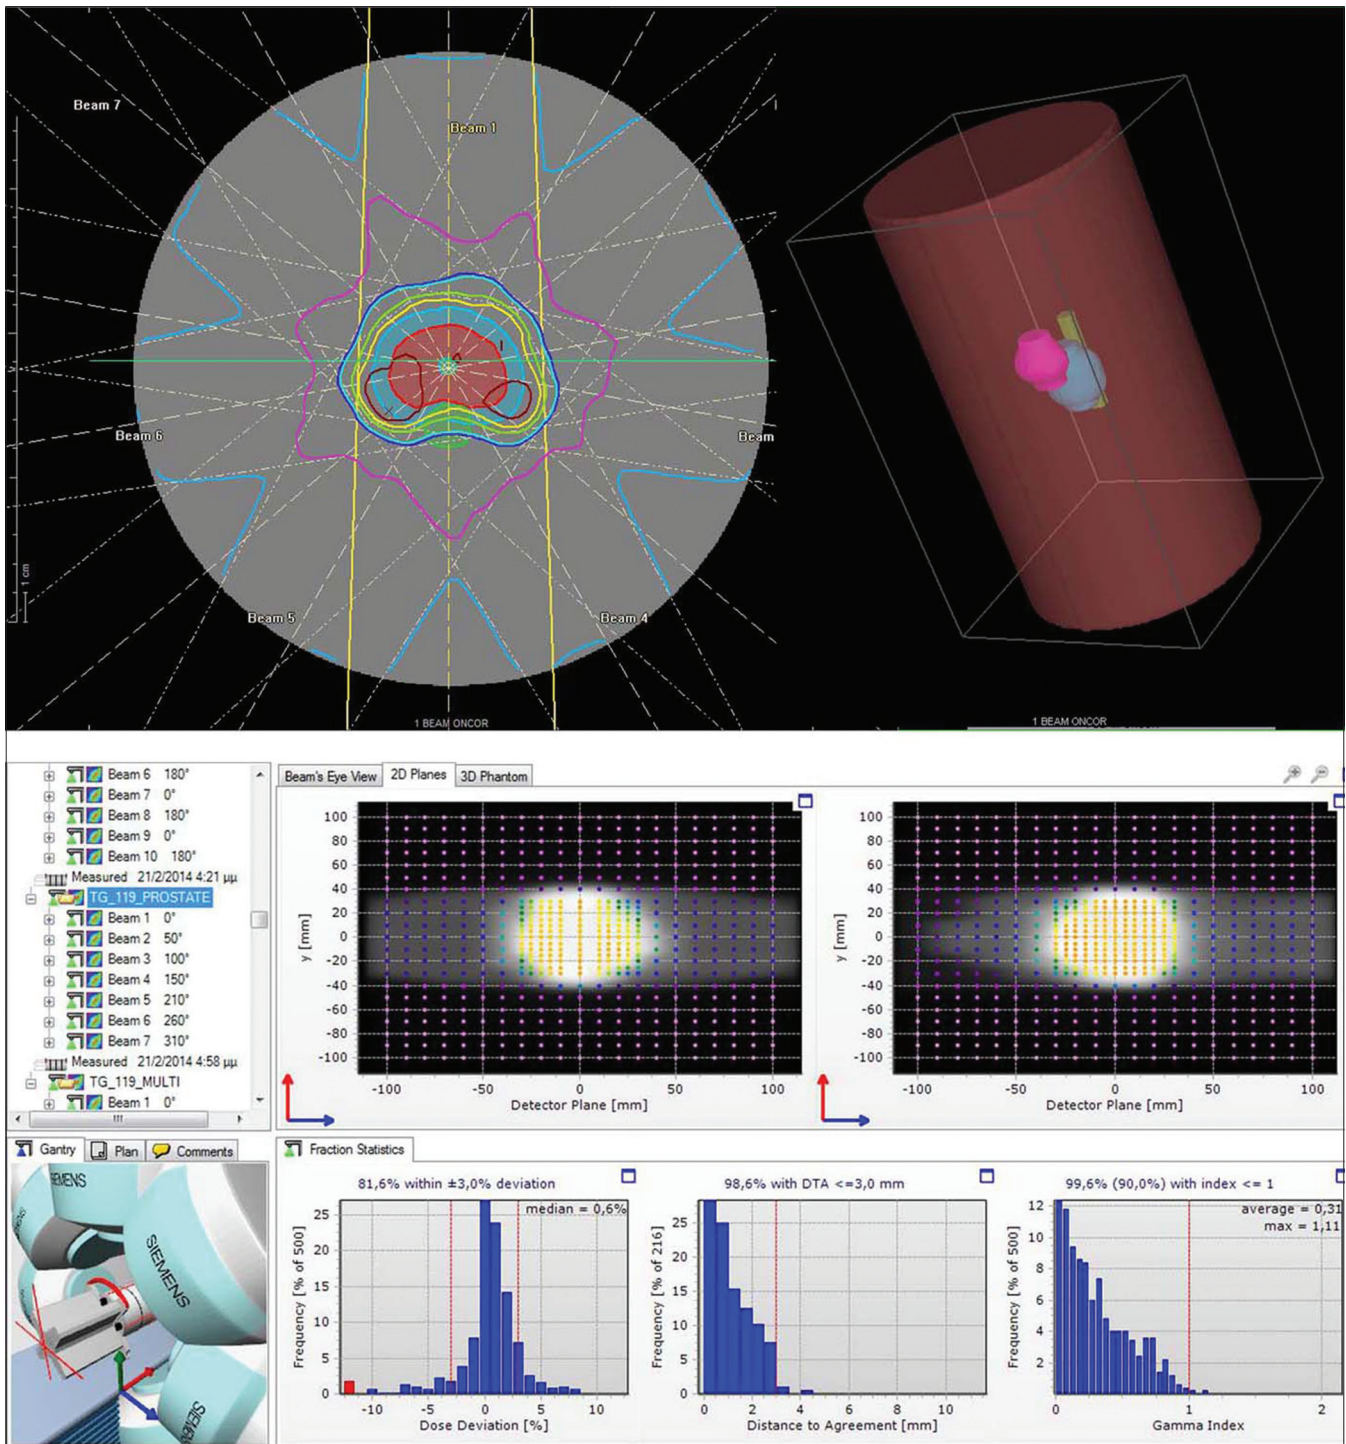 Beam 7
Beam 1
Beam 6
Beam
Beam 5
Beam 4
1 cm
1 BEAM ONCOR
1 BEAM ONCOR
Beam 6 180°
Beam 7 0°
Beam 8 180°
Beam 9 0°
Beam 10 180°
Measured 21/2/2014 4:21 μμ
TG_119_PROSTATE
Beam 1 0°
Beam 2 50°
Beam 3 100°
Beam 4 150°
Beam 5 210°
Beam 6 260°
Beam 7 310°
Measured 21/2/2014 4:58 μμ
TG_119_MULTI
Beam 1 0°
Beam's Eye View 2D Planes 3D Phantom
100
80
60
40
20
0
-20
-40
-60
-80
-100
y [mm]
-100 -50 0 50 100
Detector Plane [mm]
100
80
60
40
20
0
-20
-40
-60
-80
-100
y [mm]
-100 -50 0 50 100
Detector Plane [mm]
Gantry Plan Comments
SIEMENS
SIEMENS
SIEMENS
Fraction Statistics
81,6% within ±3,0% deviation
median = 0,6%
Frequency [% of 500]
25
20
15
10
5
0
-10 -5 0 5 10
Dose Deviation [%]
98,6% with DTA <=3,0 mm
Frequency [% of 216]
25
20
15
10
5
0
0 2 4 6 8 10
Distance to Agreement [mm]
99,6% (90,0%) with index <= 1
average = 0,31
max = 1,11
Frequency [% of 500]
12
10
8
6
4
2
0 1 2
Gamma Index